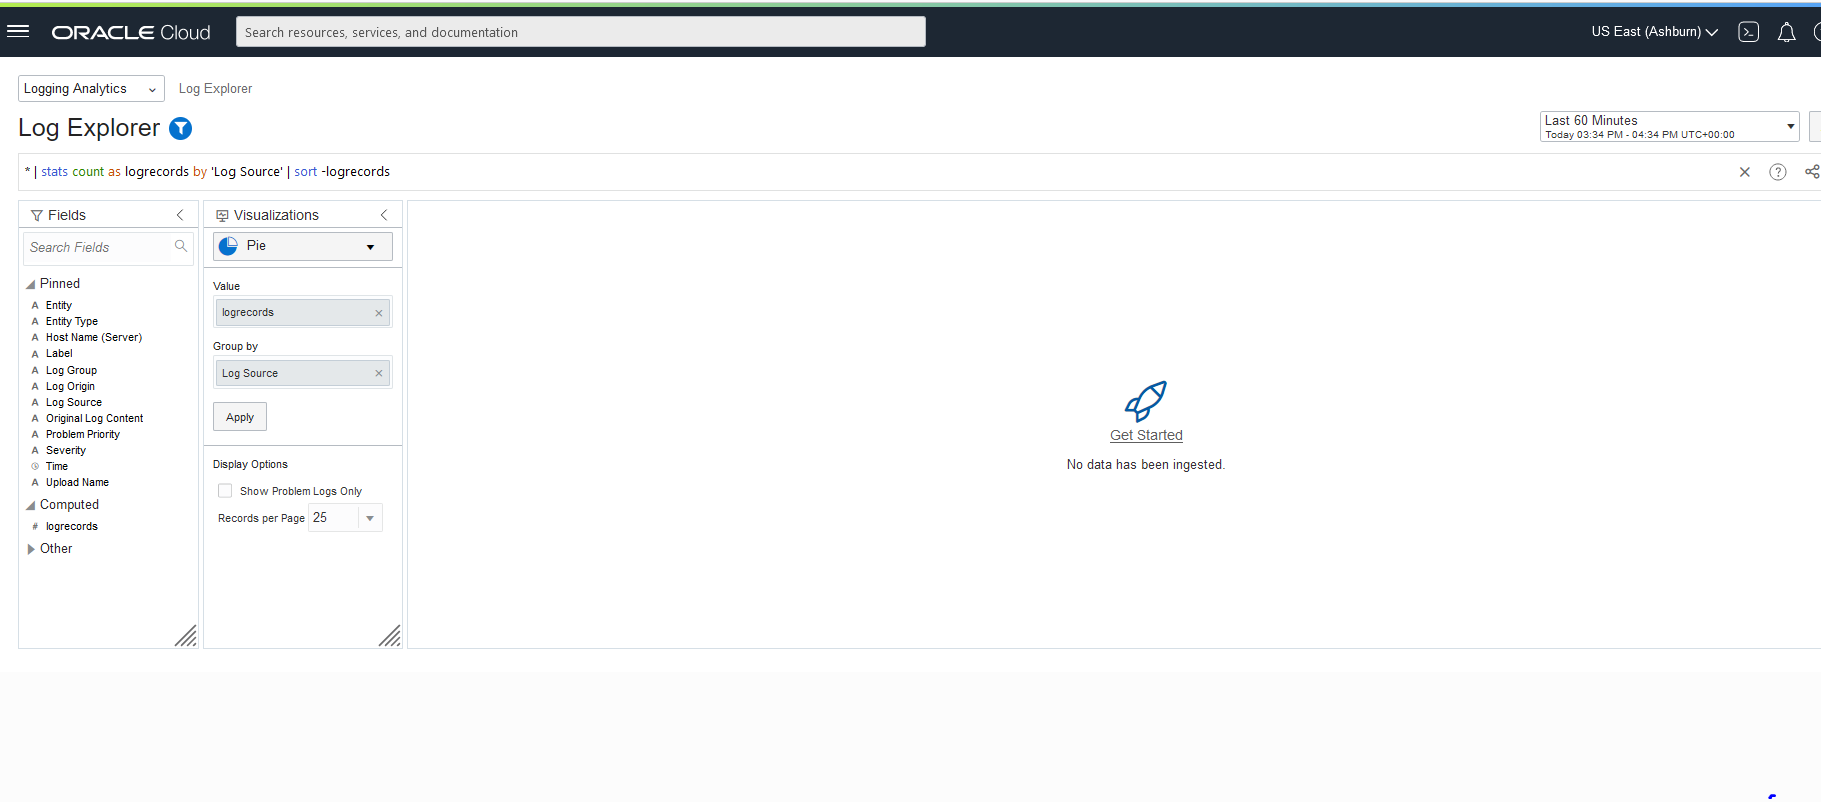 ORACLE Cloud
Search resources, services, and documentation
US East (Ashburn)
Logging Analytics
Log Explorer
Log Explorer
Last 60 Minutes
Today 03:34 PM - 04:34 PM UTC+00:00
* | stats count as logrecords by 'Log Source' | sort -logrecords
Fields
Search Fields
Pinned
A Entity
A Entity Type
A Host Name (Server)
A Label
A Log Group
A Log Origin
A Log Source
A Original Log Content
A Problem Priority
A Severity
Time
A Upload Name
Computed
# logrecords
Other
Visualizations
Pie
Value
logrecords
Group by
Log Source
Apply
Display Options
Show Problem Logs Only
Records per Page 25
Get Started
No data has been ingested.